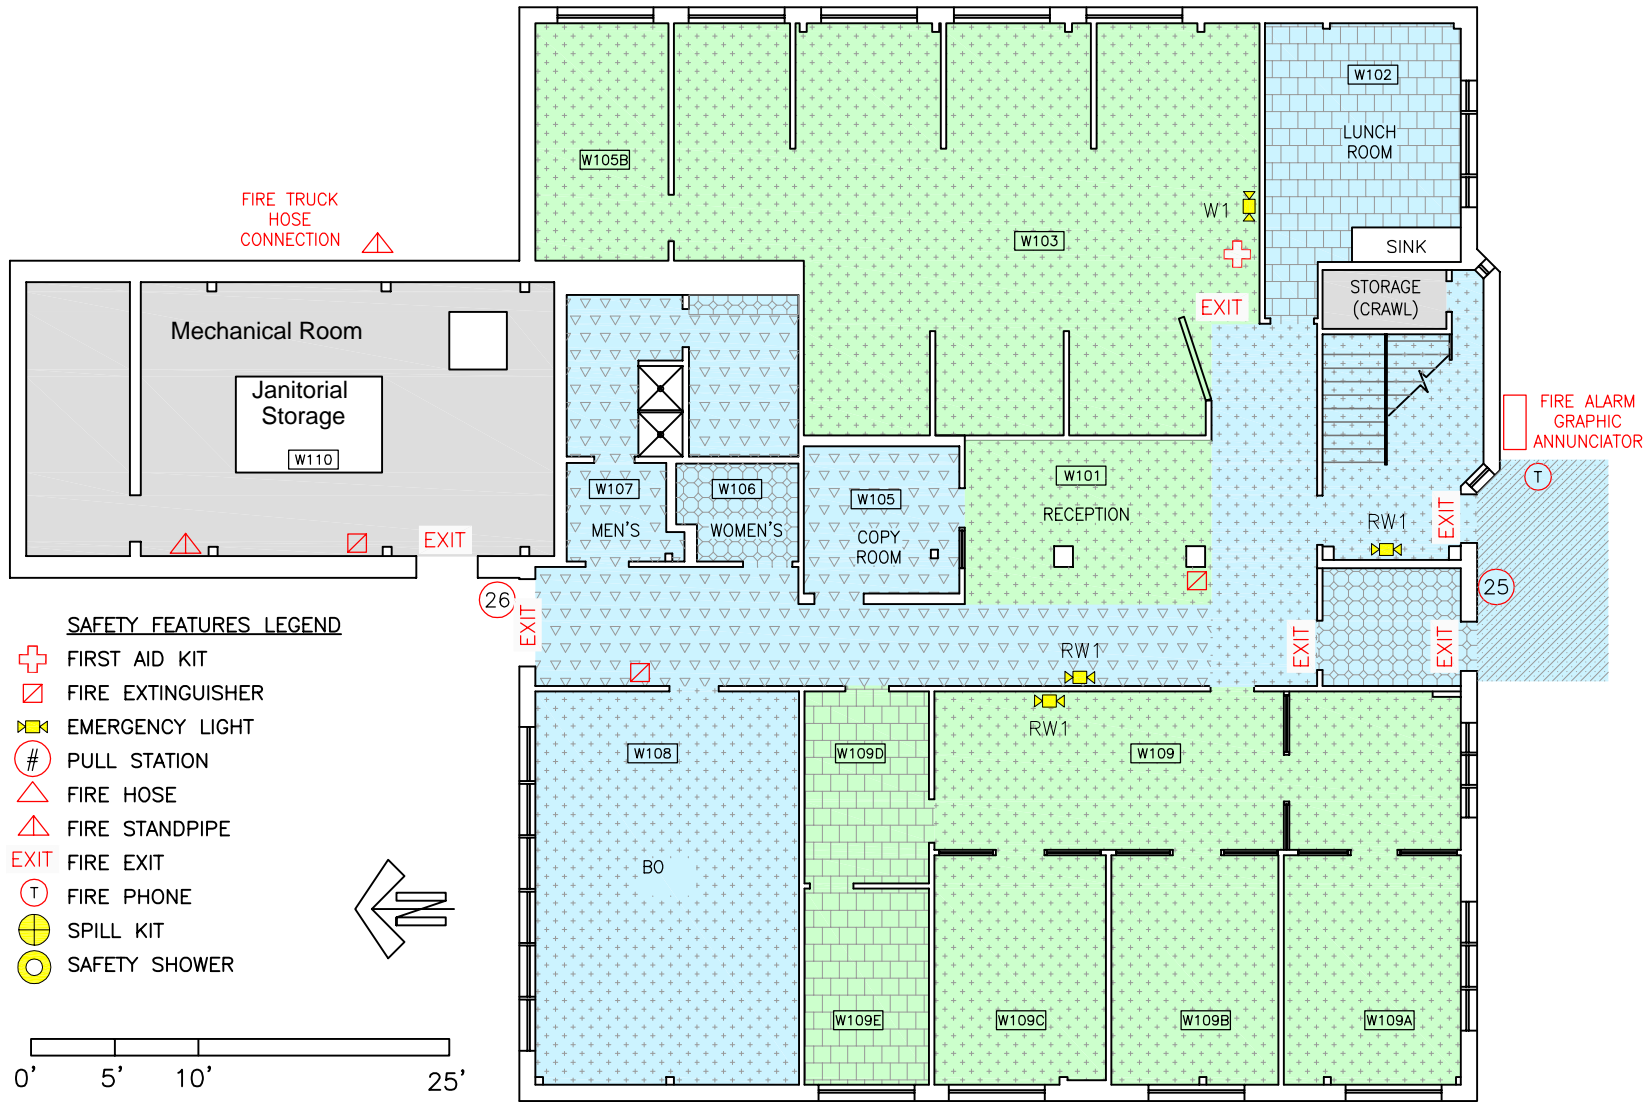 W102
LUNCH
ROOM
W105B
W1
FIRE TRUCK
HOSE
CONNECTION
W103
SINK
STORAGE
(CRAWL)
EXIT
Mechanical Room
Janitorial
Storage
W110
FIRE ALARM
GRAPHIC
ANNUNCIATOR
T
W107
MEN'S
W106
WOMEN'S
W105
COPY
ROOM
W101
RECEPTION
RW1
EXIT
EXIT
26
EXIT
25
EXIT
EXIT
RW1
RW1
SAFETY FEATURES LEGEND
FIRST AID KIT
FIRE EXTINGUISHER
EMERGENCY LIGHT
# PULL STATION
FIRE HOSE
FIRE STANDPIPE
EXIT FIRE EXIT
T FIRE PHONE
SPILL KIT
SAFETY SHOWER
N
0' 5' 10' 25'
W108
BO
W109D
W109
W109E
W109C
W109B
W109A